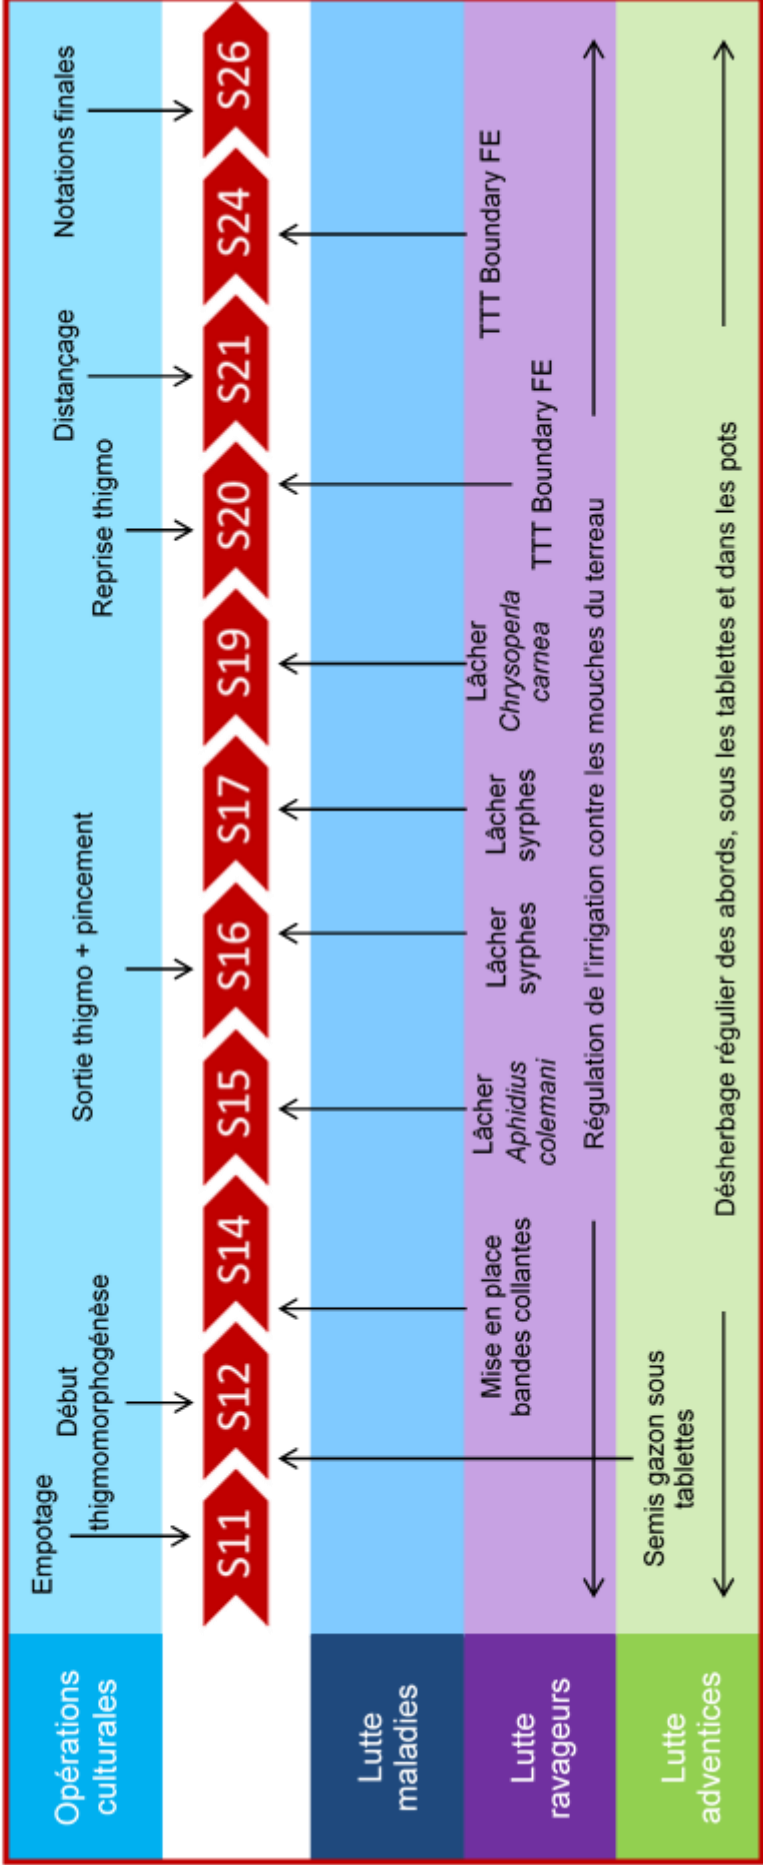 Opérations
culturales
Empotage
Début
thigmomorphogénèse
Sortie thigmo + pincement
Reprise thigmo
Distançage
Notations finales
S11
S12
S14
S15
S16
S17
S19
S20
S21
S24
S26
Lutte
maladies
Lutte
ravageurs
Mise en place
bandes collantes
Lâcher
Aphidius
colemani
Lâcher
syrphes
Lâcher
syrphes
Lâcher
Chrysoperla
carnea
TTT Boundary FE
TTT Boundary FE
Régulation de l'irrigation contre les mouches du terreau
Lutte
adventices
Semis gazon sous
tablettes
Désherbage régulier des abords, sous les tablettes et dans les pots